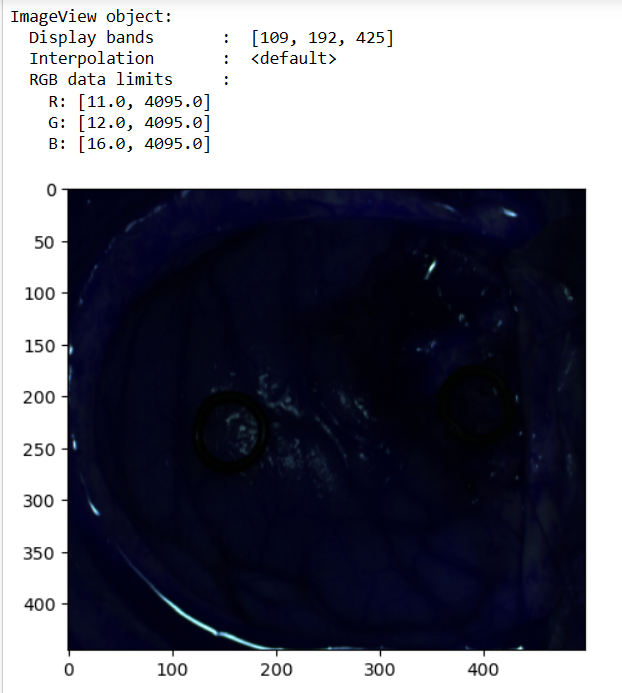 ImageView object:
Display bands : [109, 192, 425]
Interpolation : <default>
RGB data limits :
R: [11.0, 4095.0]
G: [12.0, 4095.0]
B: [16.0, 4095.0]
0
50
100
150
200
250
300
350
400
0 100 200 300 400